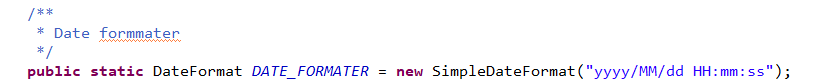 /**
* Date formmater
*/
public static DateFormat DATE_FORMATER = new SimpleDateFormat("yyyy/MM/dd HH:mm:ss");